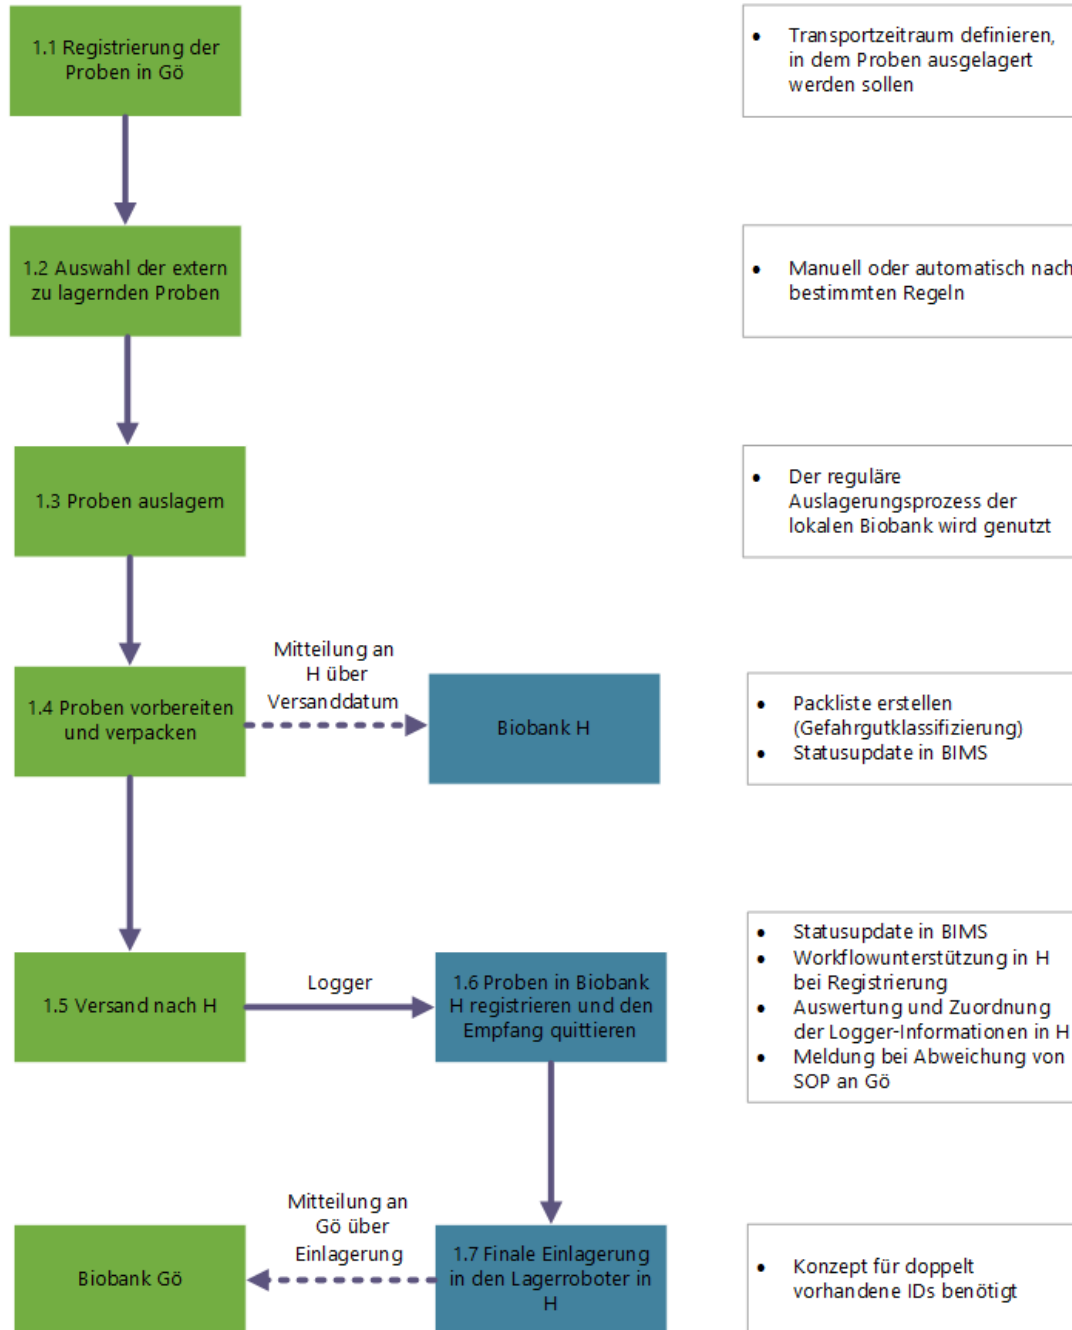 1.1 Registrierung der
Proben in Gö
• Transportzeitraum definieren,
in dem Proben ausgelagert
werden sollen
1.2 Auswahl der extern
zu lagernden Proben
• Manuell oder automatisch nach
bestimmten Regeln
1.3 Proben auslagern
• Der reguläre
Auslagerungsprozess der
lokalen Biobank wird genutzt
1.4 Proben vorbereiten
und verpacken
Mitteilung an
H über
Versanddatum
Biobank H
• Packliste erstellen
(Gefahrgutklassifizierung)
• Statusupdate in BIMS
1.5 Versand nach H
Logger
1.6 Proben in Biobank
H registrieren und den
Empfang quittieren
• Statusupdate in BIMS
• Workflowunterstützung in H
bei Registrierung
• Auswertung und Zuordnung
der Logger-Informationen in H
• Meldung bei Abweichung von
SOP an Gö
Biobank Gö
Mitteilung an
Gö über
Einlagerung
1.7 Finale Einlagerung
in den Lagerroboter in
H
• Konzept für doppelt
vorhandene IDs benötigt